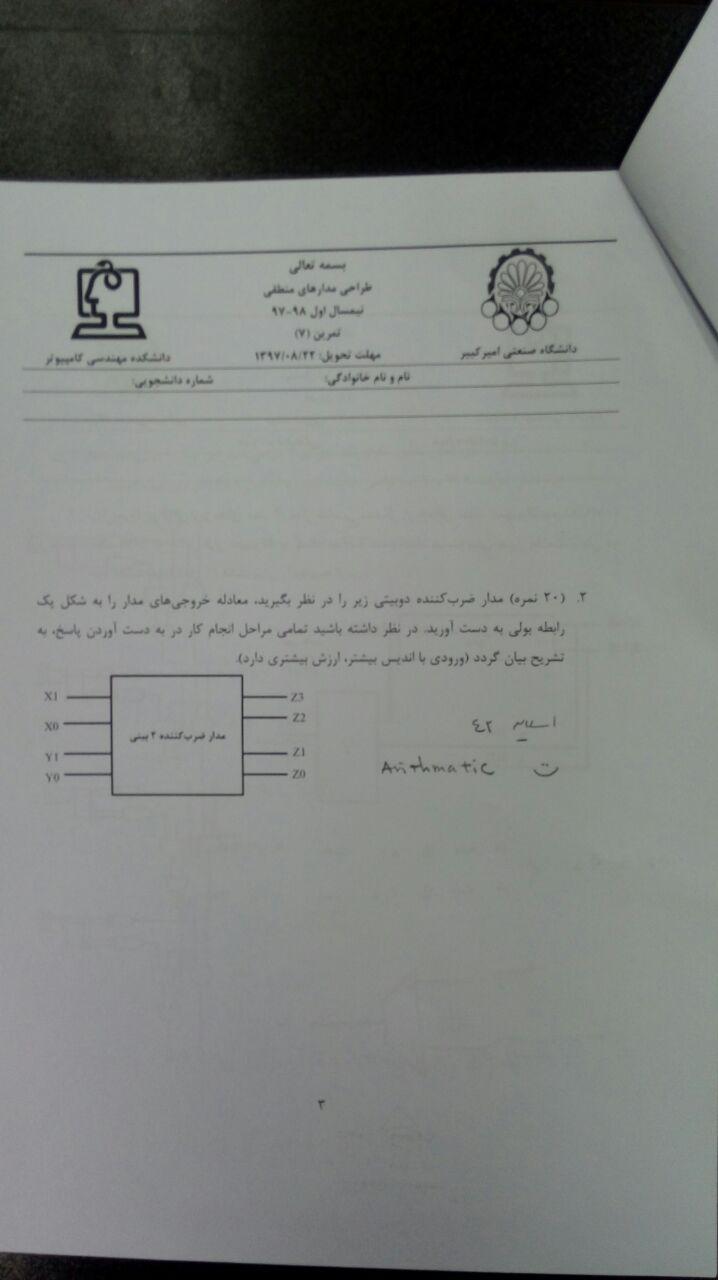 بسمه تعالی
طراحی مدارهای منطقی
نیمسال اول ۹۸-۹۷
تمرین (۷)
دانشگاه صنعتی امیرکبیر
مهلت تحویل: ۱۳۹۷/۰۸/۲۲
دانشکده مهندسی کامپیوتر
نام و نام خانوادگی:
شماره دانشجویی:
۲. (۲۰ نمره) مدار ضرب‌کننده دوبیتی زیر را در نظر بگیرید، معادله خروجی‌های مدار را به شکل یک
رابطه بولی به دست آورید. در نظر داشته باشید تمامی مراحل انجام کار در به دست آوردن پاسخ، به
تشریح بیان گردد (ورودی با اندیس بیشتر، ارزش بیشتری دارد).
X1
X0
Y1
Y0
مدار ضرب‌کننده ۲ بیتی
Z3
Z2
Z1
Z0
۴۲
Arithmatic
۳